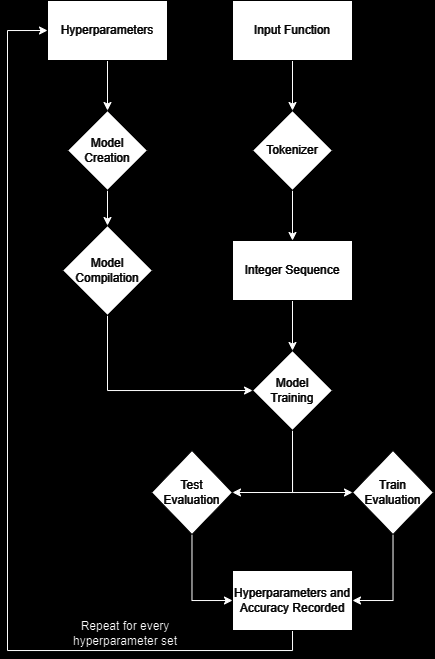 Hyperparameters
Input Function
Model
Creation
Tokenizer
Model
Compilation
Integer Sequence
Model
Training
Test
Evaluation
Train
Evaluation
Hyperparameters and
Accuracy Recorded
Repeat for every
hyperparameter set